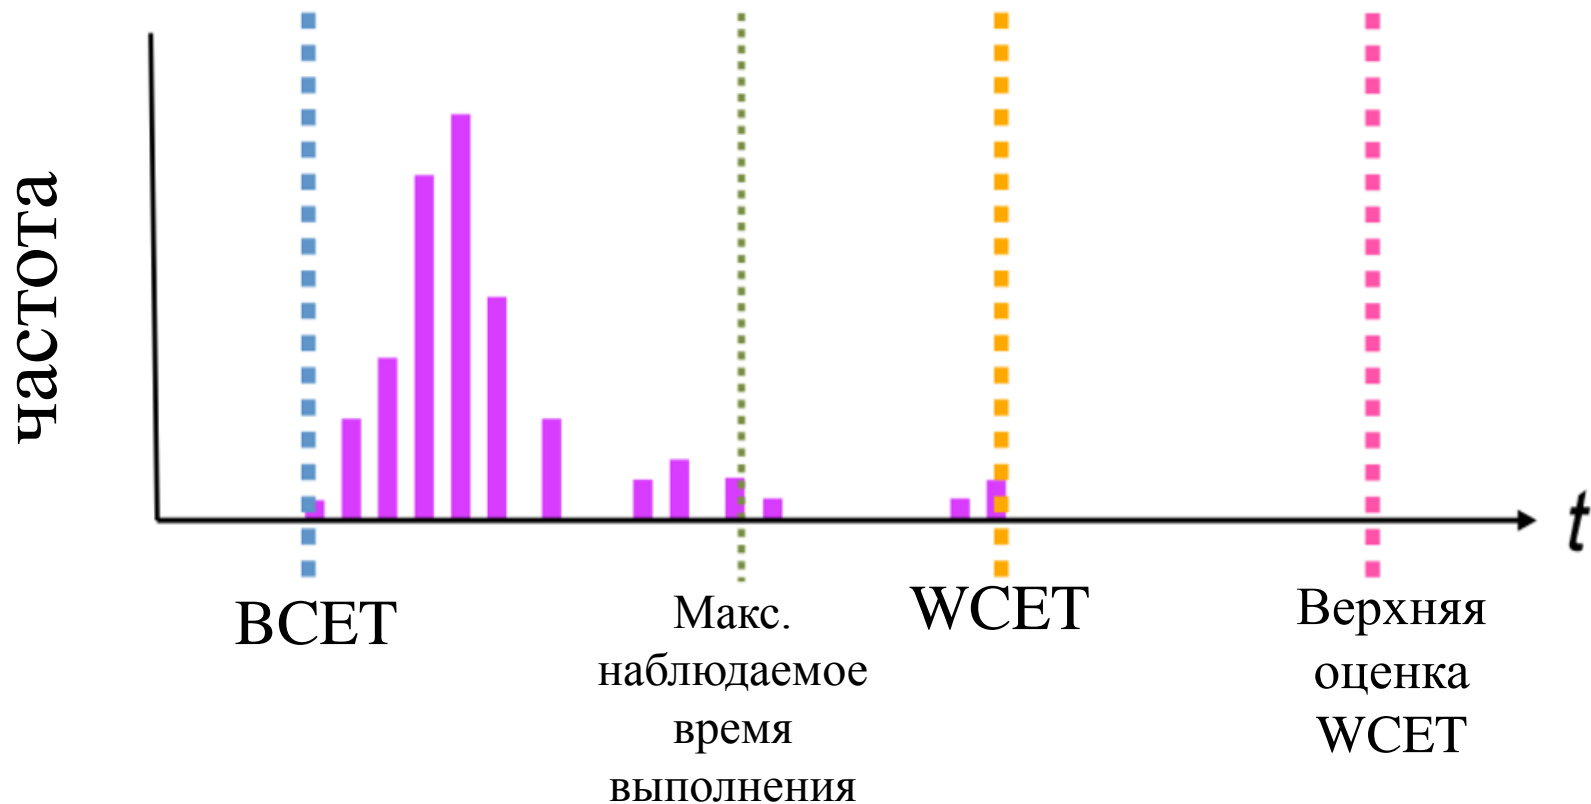 частота
t
BCET
Макс.
наблюдаемое
время
выполнения
WCET
Верхняя
оценка
WCET